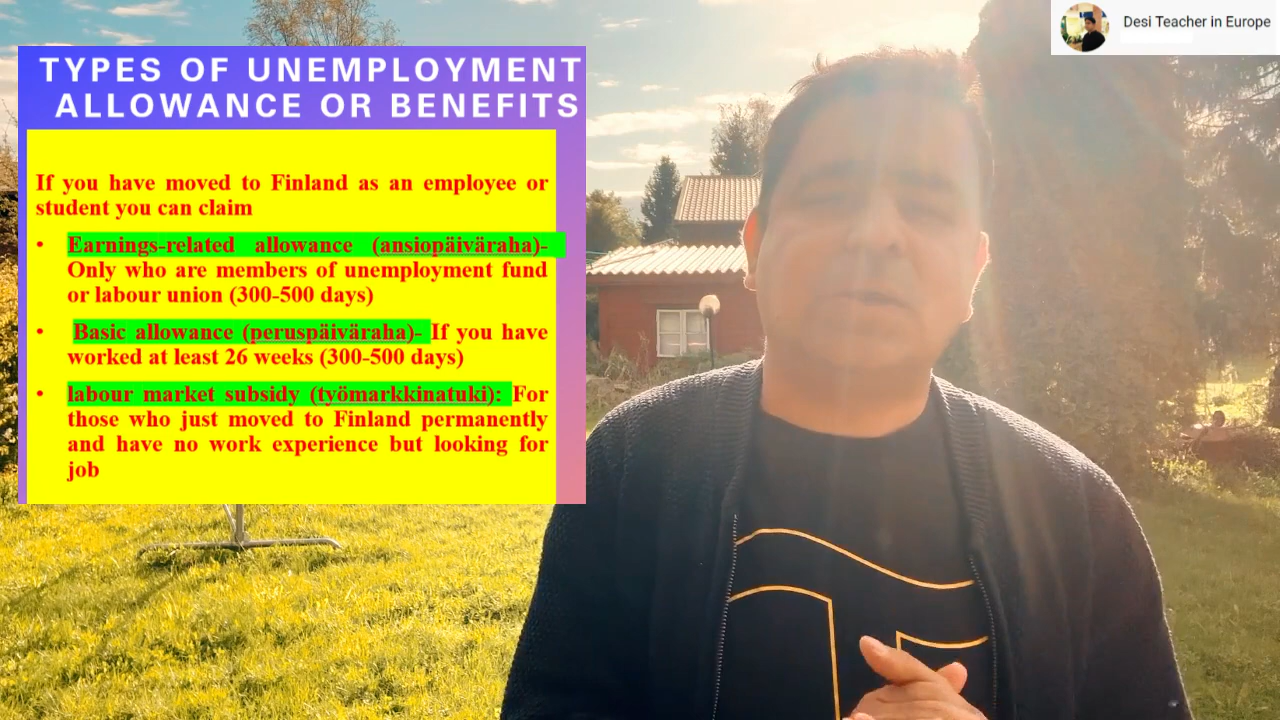 Desi Teacher in Europe
TYPES OF UNEMPLOYMENT
ALLOWANCE OR BENEFITS
If you have moved to Finland as an employee or
student you can claim
• Earnings-related allowance (ansiopäiväraha)-
Only who are members of unemployment fund
or labour union (300-500 days)
• Basic allowance (peruspäiväraha)- If you have
worked at least 26 weeks (300-500 days)
• labour market subsidy (työmarkkinatuki): For
those who just moved to Finland permanently
and have no work experience but looking for
job